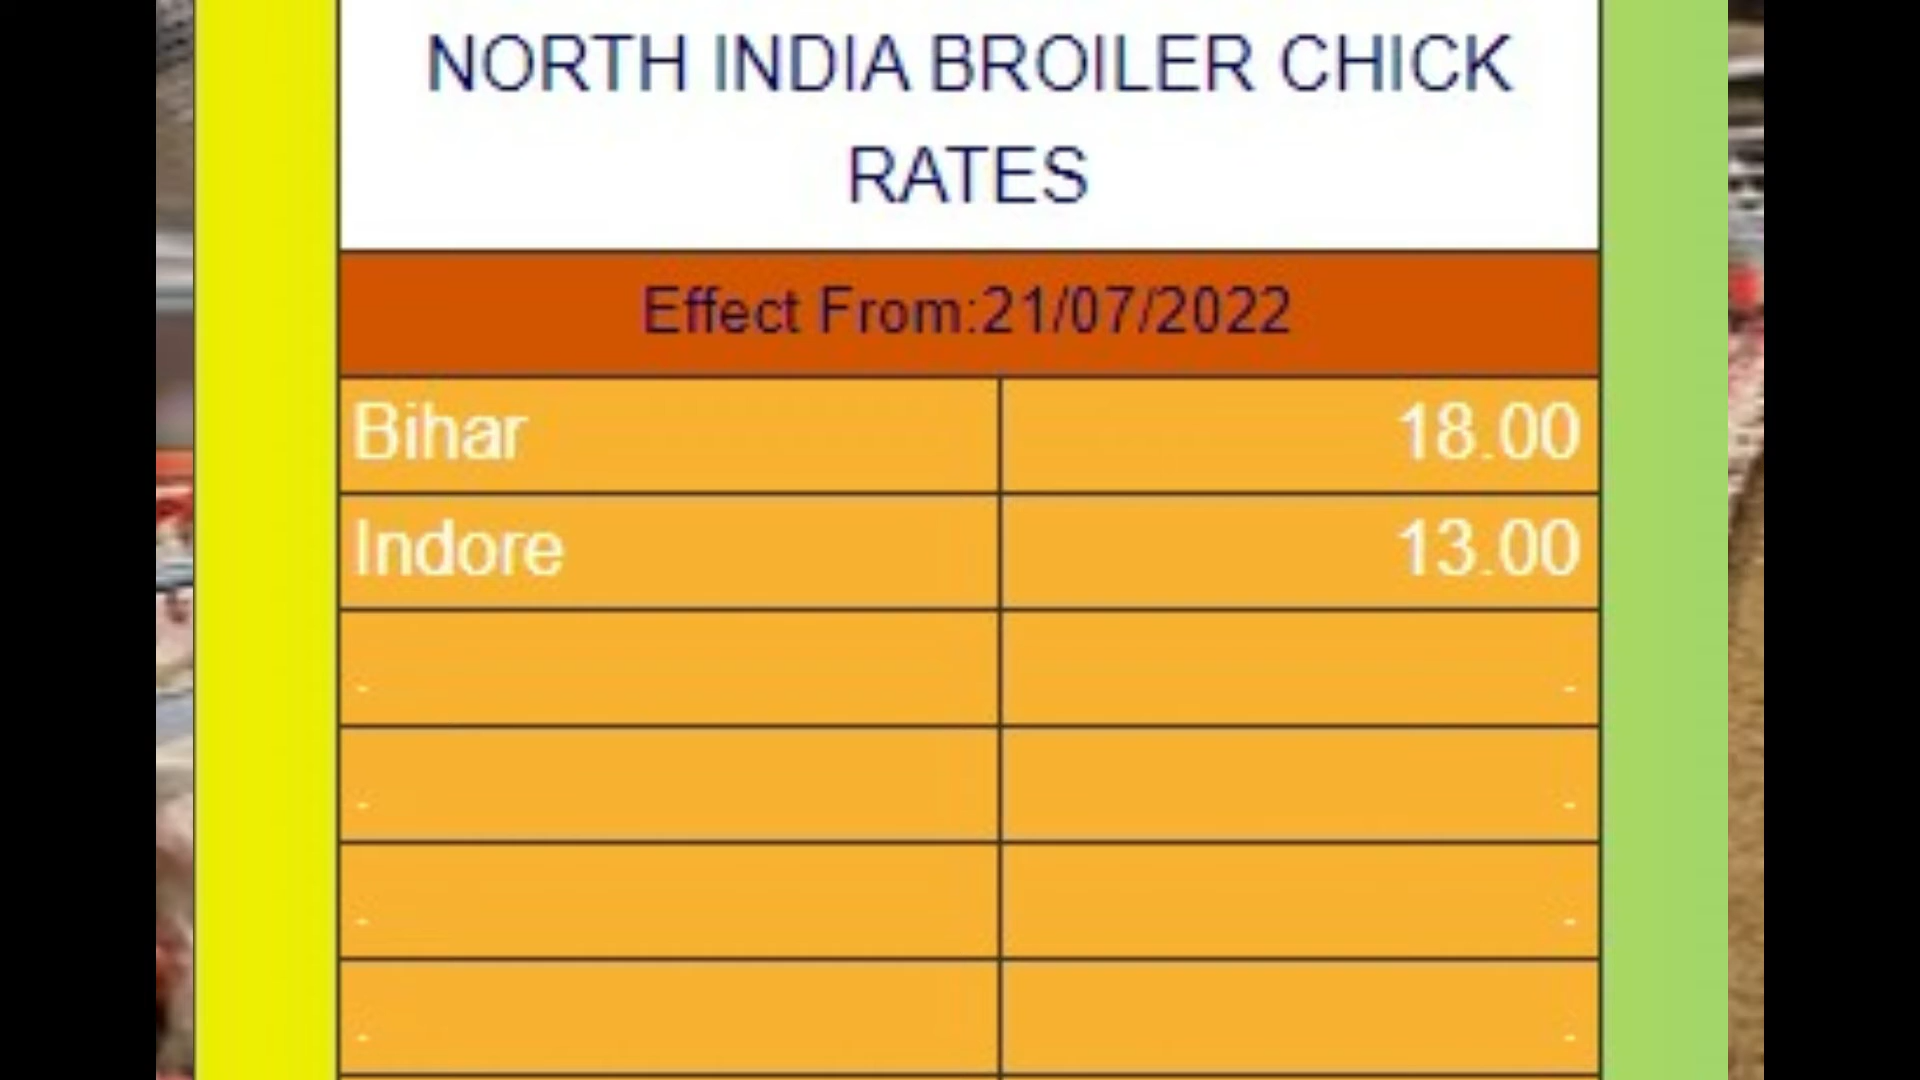 NORTH INDIA BROILER CHICK
RATES
Effect From:21/07/2022
Bihar 18.00
Indore 13.00
- -
- -
- -
- -